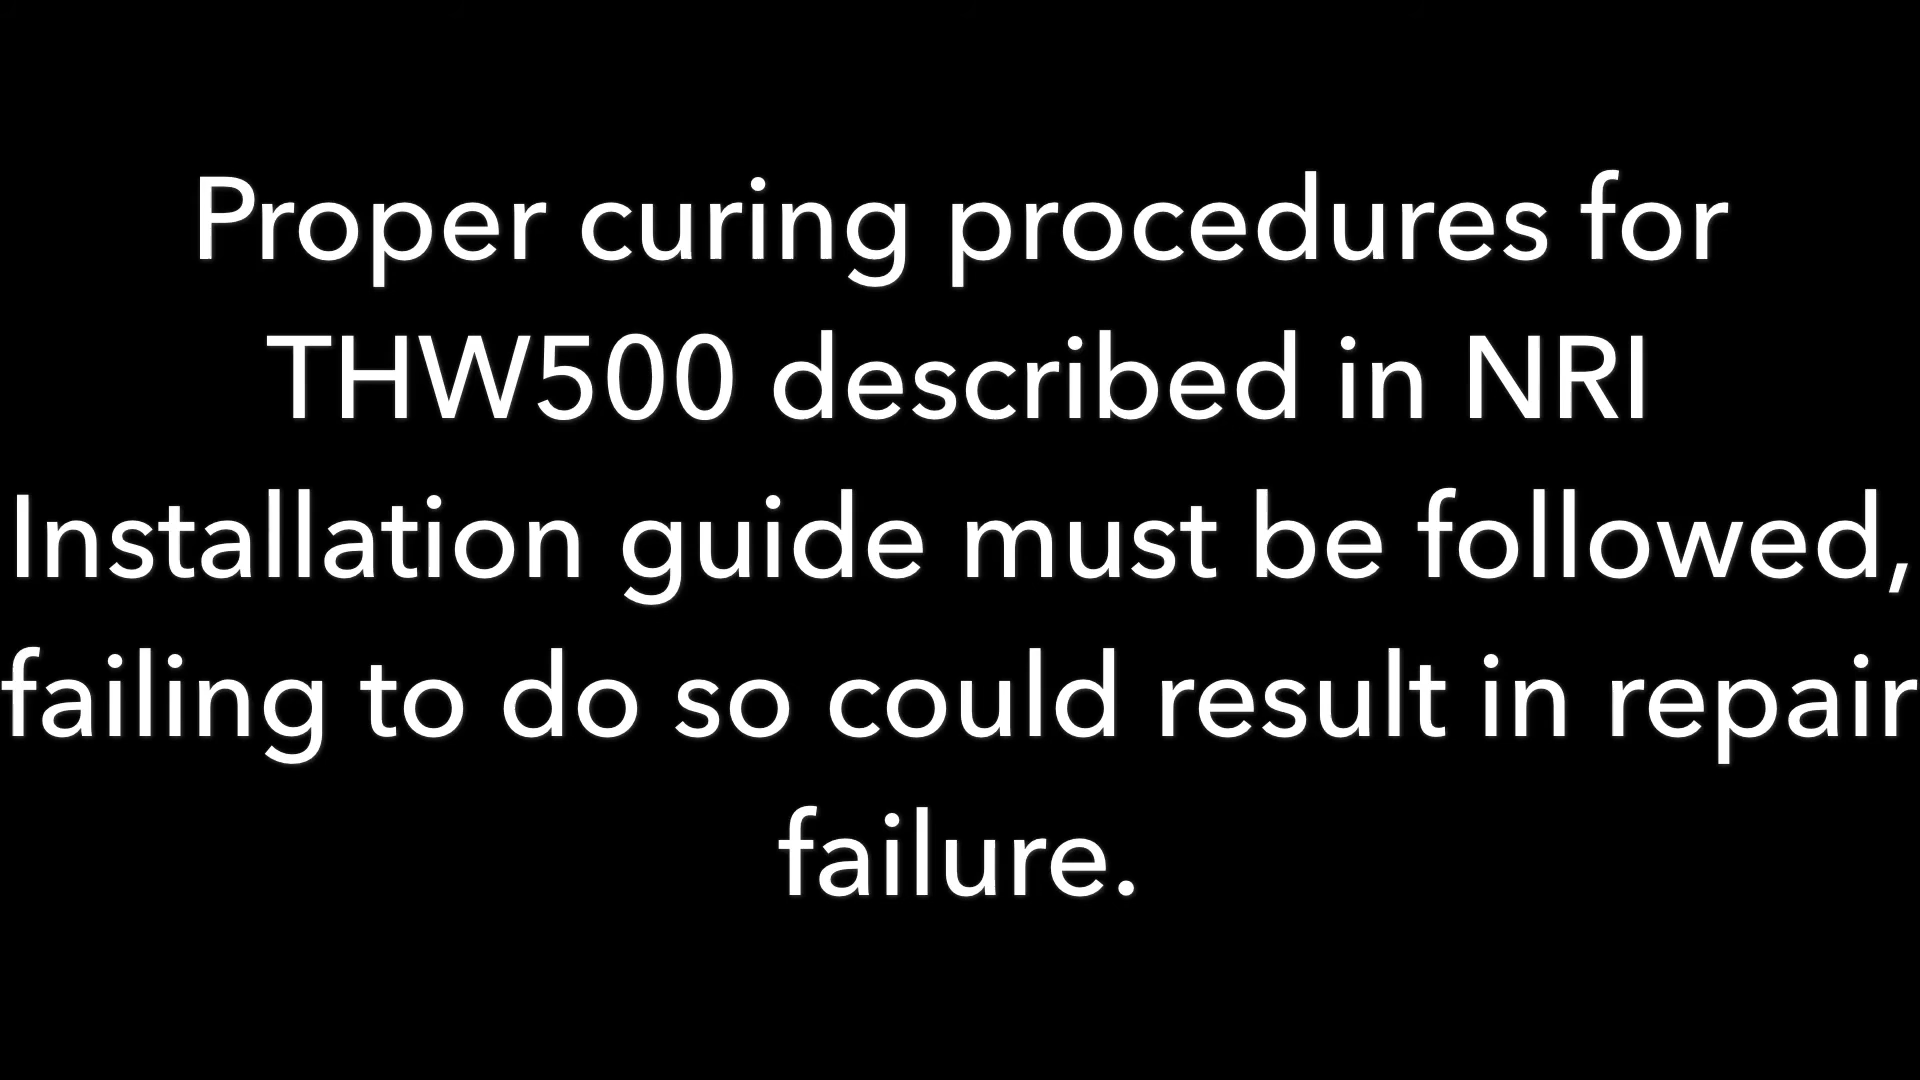 Proper curing procedures for
THW500 described in NRI
Installation guide must be followed,
failing to do so could result in repair
failure.